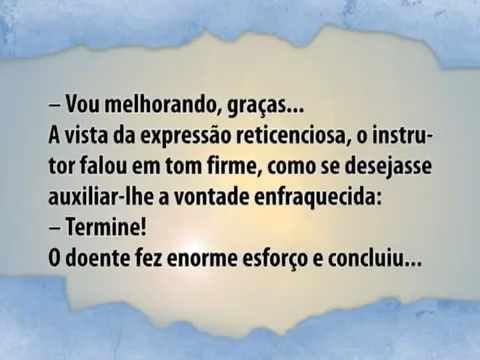 – Vou melhorando, graças...
A vista da expressão reticenciosa, o instru-
tor falou em tom firme, como se desejasse
auxiliar-lhe a vontade enfraquecida:
– Termine!
O doente fez enorme esforço e concluiu...